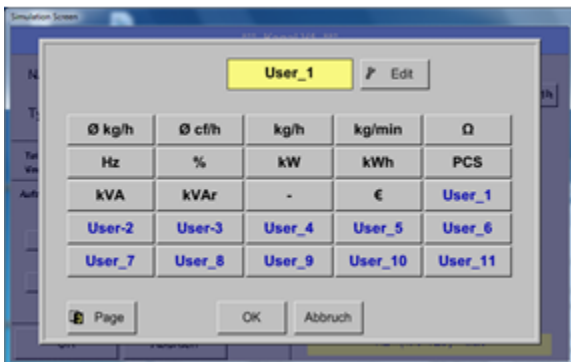 Simulation Screen
User_1 Edit
Ø kg/h Ø cf/h kg/h kg/min Ω
Hz % kW kWh PCS
kVA kVAr - € User_1
User-2 User-3 User_4 User_5 User_6
User_7 User_8 User_9 User_10 User_11
Page OK Abbruch